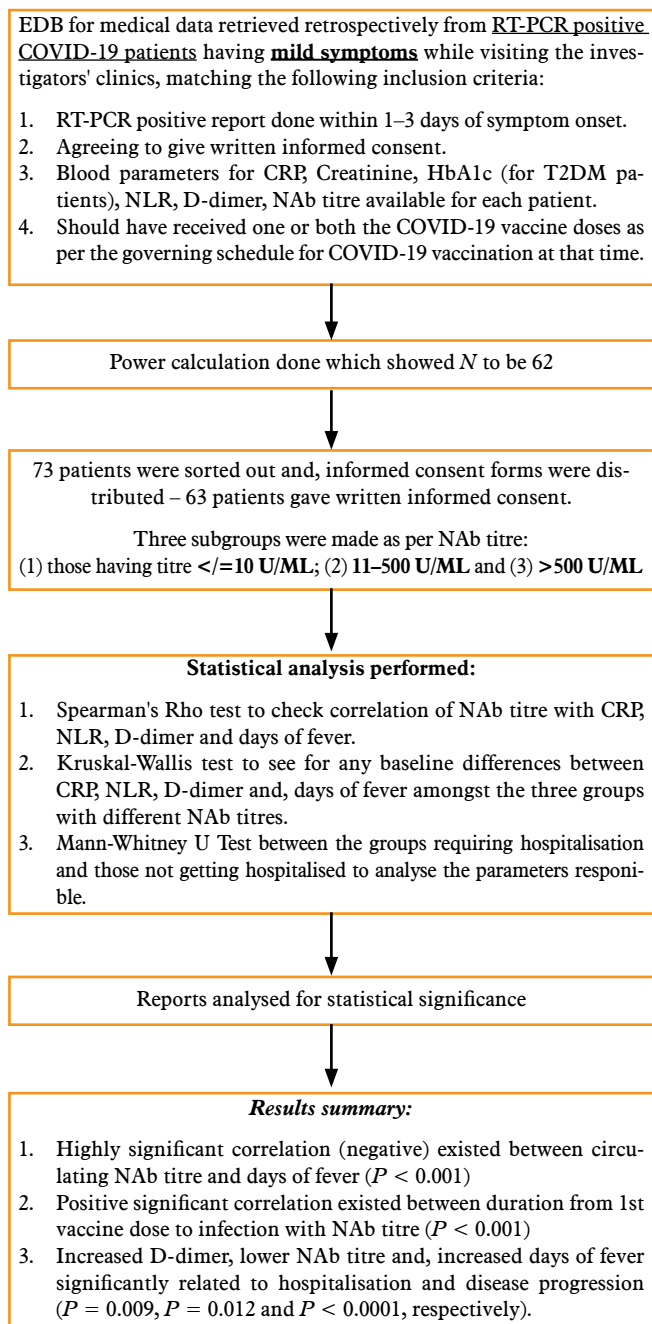 EDB for medical data retrieved retrospectively from RT-PCR positive
COVID-19 patients having mild symptoms while visiting the inves-
tigators' clinics, matching the following inclusion criteria:
1. RT-PCR positive report done within 1–3 days of symptom onset.
2. Agreeing to give written informed consent.
3. Blood parameters for CRP, Creatinine, HbA1c (for T2DM pa-
tients), NLR, D-dimer, NAb titre available for each patient.
4. Should have received one or both the COVID-19 vaccine doses as
per the governing schedule for COVID-19 vaccination at that time.
Power calculation done which showed N to be 62
73 patients were sorted out and, informed consent forms were dis-
tributed – 63 patients gave written informed consent.
Three subgroups were made as per NAb titre:
(1) those having titre </=10 U/ML; (2) 11–500 U/ML and (3) >500 U/ML
Statistical analysis performed:
1. Spearman's Rho test to check correlation of NAb titre with CRP,
NLR, D-dimer and days of fever.
2. Kruskal-Wallis test to see for any baseline differences between
CRP, NLR, D-dimer and, days of fever amongst the three groups
with different NAb titres.
3. Mann-Whitney U Test between the groups requiring hospitalisation
and those not getting hospitalised to analyse the parameters responi-
ble.
Reports analysed for statistical significance
Results summary:
1. Highly significant correlation (negative) existed between circu-
lating NAb titre and days of fever (P < 0.001)
2. Positive significant correlation existed between duration from 1st
vaccine dose to infection with NAb titre (P < 0.001)
3. Increased D-dimer, lower NAb titre and, increased days of fever
significantly related to hospitalisation and disease progression
(P = 0.009, P = 0.012 and P < 0.0001, respectively).